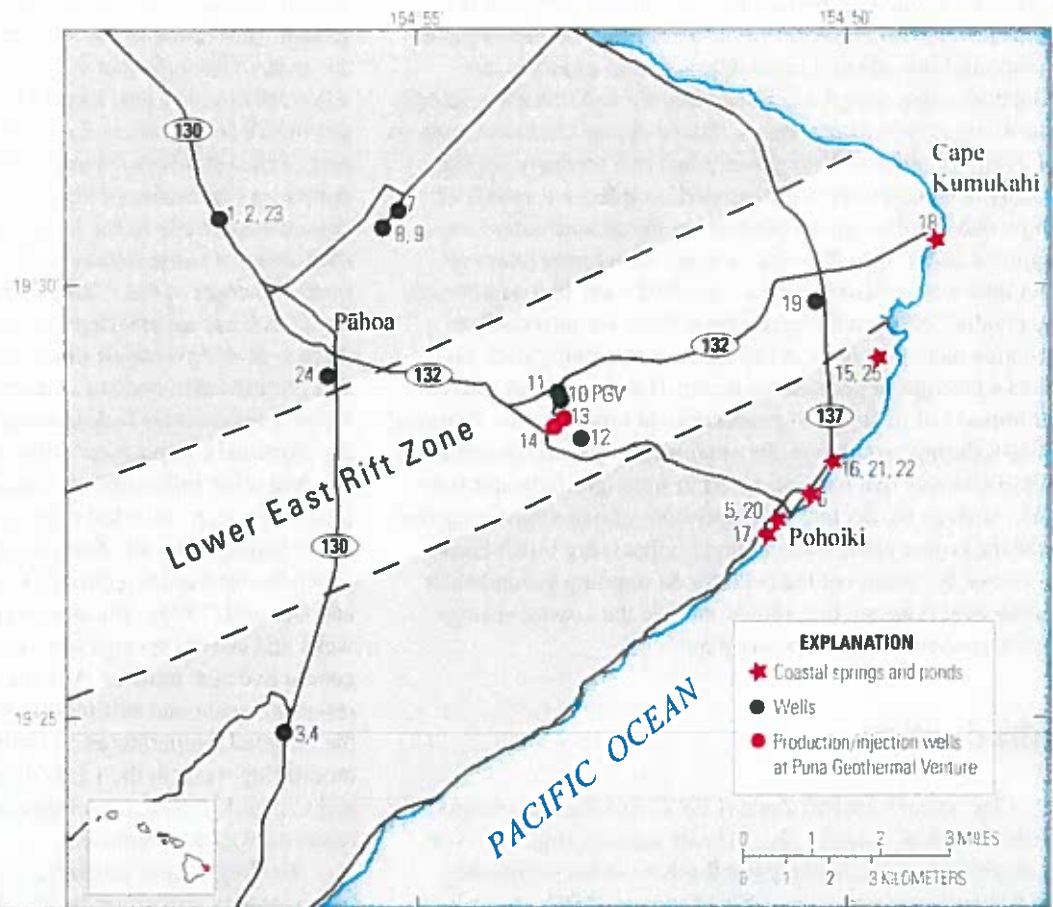 154°55'
154°50'
130
Cape
Kumukahi
1, 2, 23
7
8, 9
18
19°30'
19
Pāhoa
132
24
132
15, 25
11
10 PGV
13
137
14
12
Lower East Rift Zone
16, 21, 22
6
5, 20
130
17
Pohoiki
EXPLANATION
Coastal springs and ponds
Wells
Production/injection wells
at Puna Geothermal Venture
19°25'
3,4
PACIFIC OCEAN
0 1 2 3 MILES
0 1 2 3 KILOMETERS